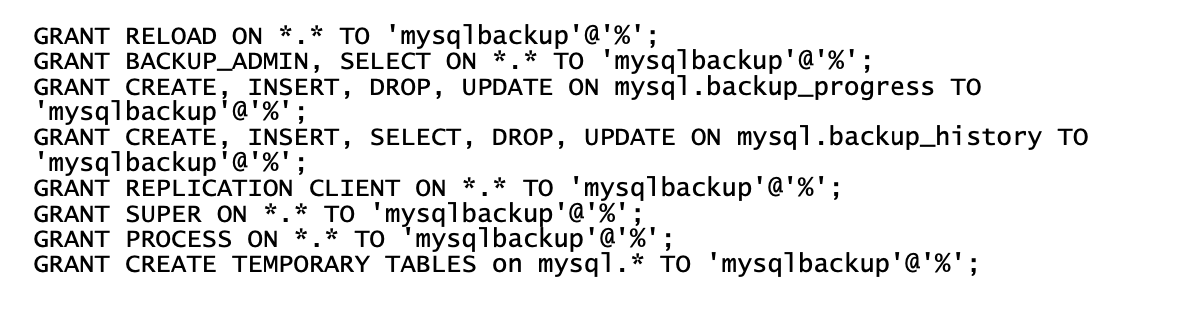 GRANT RELOAD ON *.* TO 'mysqlbackup'@'%';
GRANT BACKUP_ADMIN, SELECT ON *.* TO 'mysqlbackup'@'%';
GRANT CREATE, INSERT, DROP, UPDATE ON mysql.backup_progress TO
'mysqlbackup'@'%';
GRANT CREATE, INSERT, SELECT, DROP, UPDATE ON mysql.backup_history TO
'mysqlbackup'@'%';
GRANT REPLICATION CLIENT ON *.* TO 'mysqlbackup'@'%';
GRANT SUPER ON *.* TO 'mysqlbackup'@'%';
GRANT PROCESS ON *.* TO 'mysqlbackup'@'%';
GRANT CREATE TEMPORARY TABLES on mysql.* TO 'mysqlbackup'@'%';